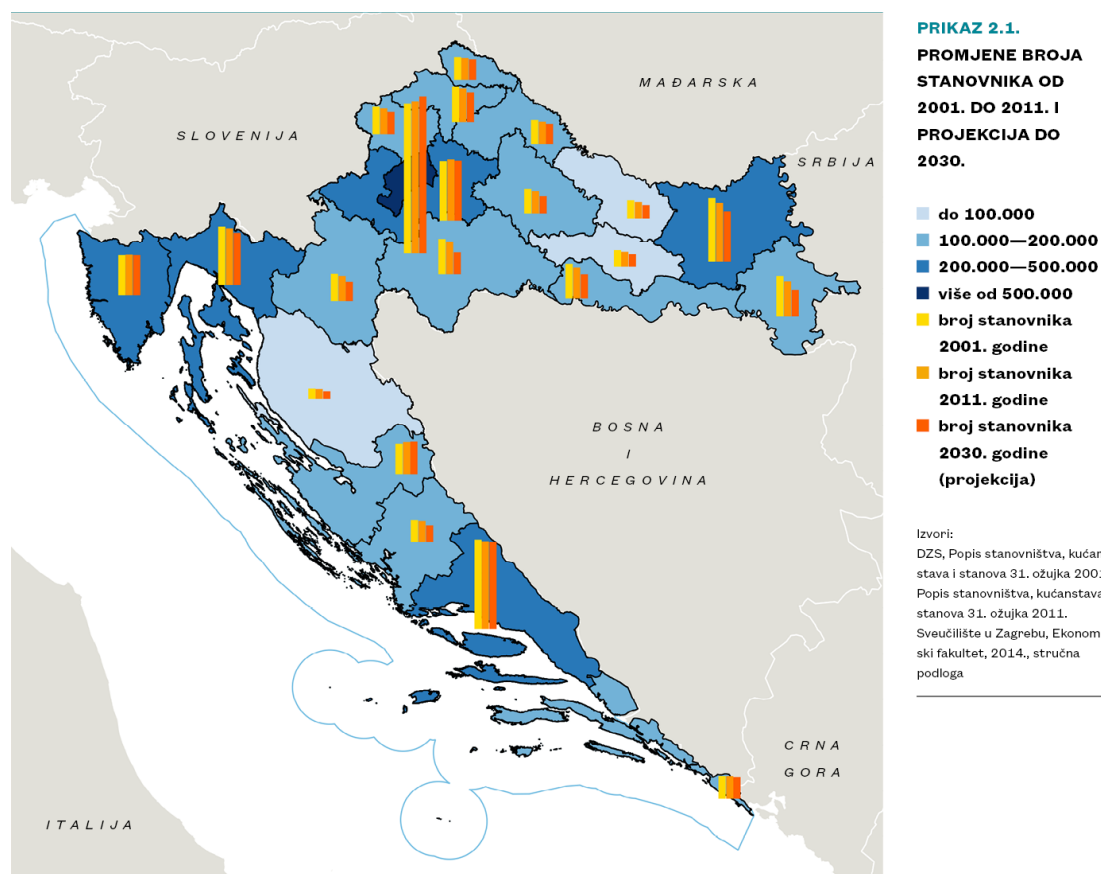 PRIKAZ 2.1.
PROMJENE BROJA
STANOVNIKA OD
2001. DO 2011. I
PROJEKCIJA DO
2030.
do 100.000
100.000—200.000
200.000—500.000
više od 500.000
broj stanovnika
2001. godine
broj stanovnika
2011. godine
broj stanovnika
2030. godine
(projekcija)
Izvori:
DZS, Popis stanovništva, kućan
stava i stanova 31. ožujka 2001
Popis stanovništva, kućanstava
stanova 31. ožujka 2011.
Sveučilište u Zagrebu, Ekonom
ski fakultet, 2014., stručna
podloga
MAĐARSKA
SLOVENIJA
SRBIJA
BOSNA
I
HERCEGOVINA
CRNA
GORA
ITALIJA